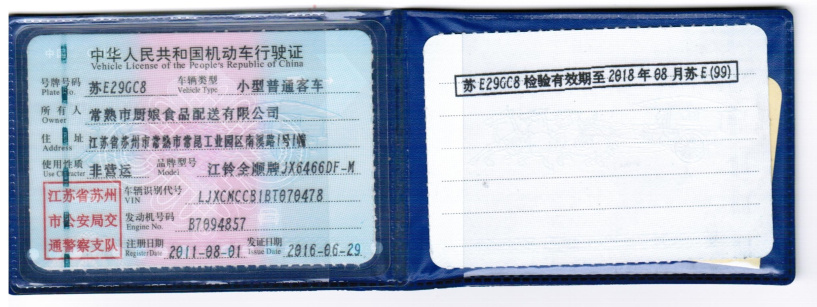 中华人民共和国机动车行驶证
Vehicle License of the People's Republic of China
号牌号码 苏E29GC8 车辆类型 小型普通客车
Plate No. Vehicle Type
所有人 常熟市厨娘食品配送有限公司
Owner
住址 江苏省苏州市常熟市常昆工业园区南溪路1号1幢
Address
使用性质 非营运 品牌型号 江铃全顺牌JX6466DF-M
Use Character Model
江苏省苏州
市公安局交
通警察支队
车辆识别代号 LJXCMCCB1BT070478
VIN
发动机号码 B7094857
Engine No.
注册日期 2011-08-01 发证日期 2016-06-29
Register Date Issue Date
苏E29GC8检验有效期至2018年08月苏E(99)